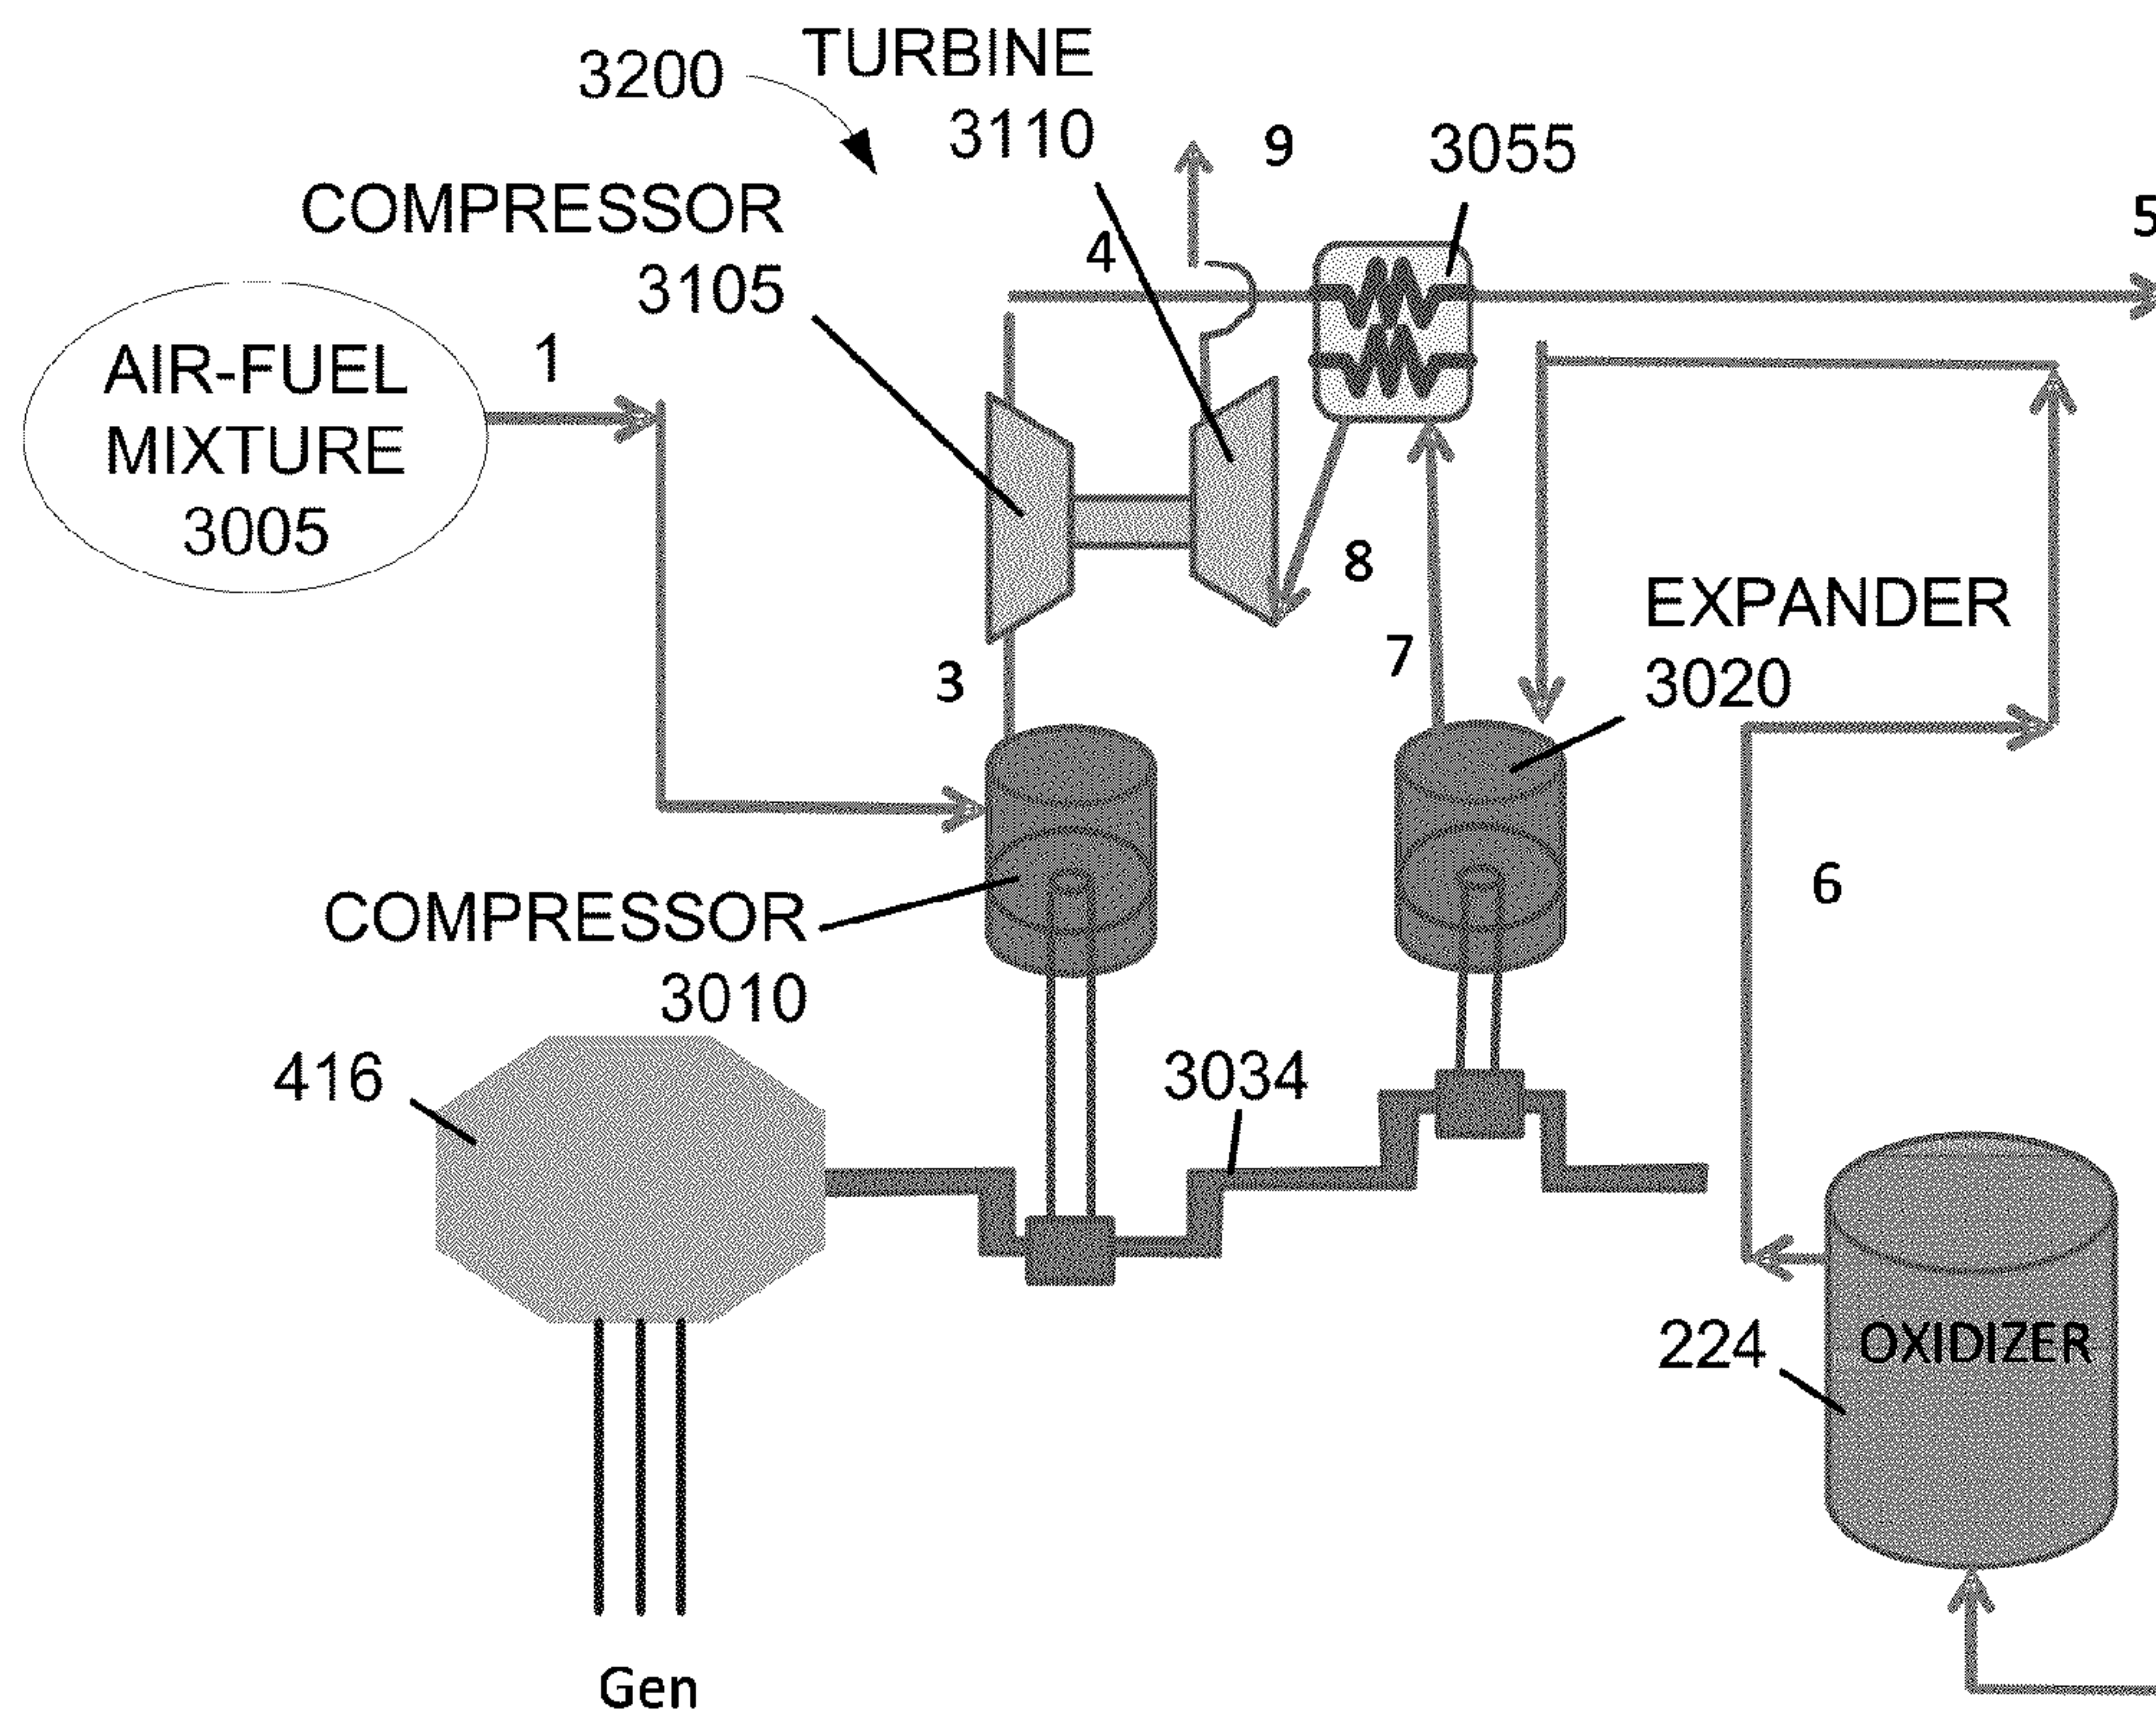 3200
TURBINE
3110
9
3055
5
COMPRESSOR
3105
4
AIR-FUEL
MIXTURE
3005
1
8
7
3
EXPANDER
3020
6
COMPRESSOR
3010
416
3034
224
OXIDIZER
Gen